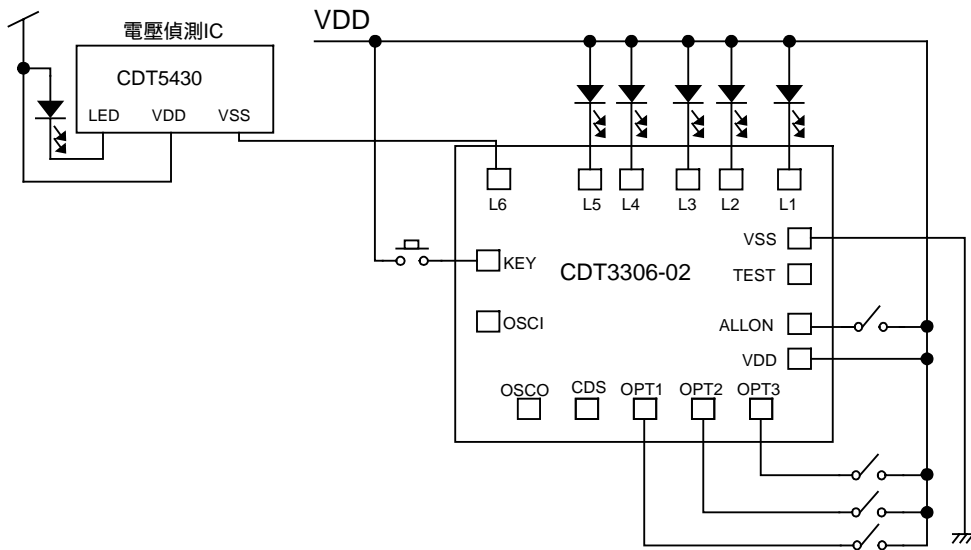 電壓偵測IC
VDD
CDT5430
LED VDD VSS
L6 L5 L4 L3 L2 L1
VSS
KEY CDT3306-02 TEST
OSCI ALLON
VDD
OSCO CDS OPT1 OPT2 OPT3